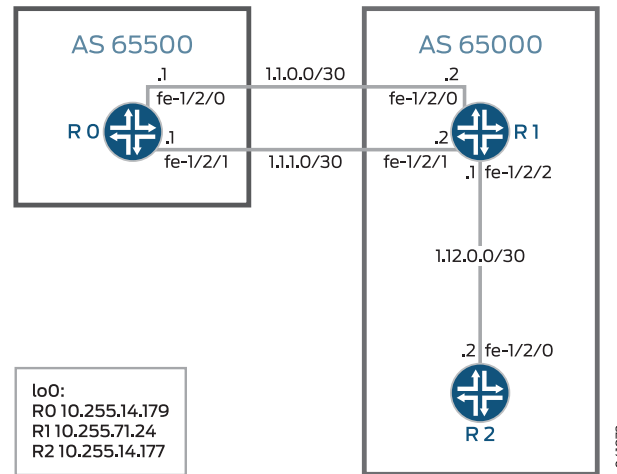 AS 65500
AS 65000
.1 1.1.0.0/30 .2
fe-1/2/0 fe-1/2/0
R0 R1
.1 .2
fe-1/2/1 1.1.1.0/30 fe-1/2/1
.1 fe-1/2/2
1.12.0.0/30
.2 fe-1/2/0
R2
lo0:
R0 10.255.14.179
R1 10.255.71.24
R2 10.255.14.177